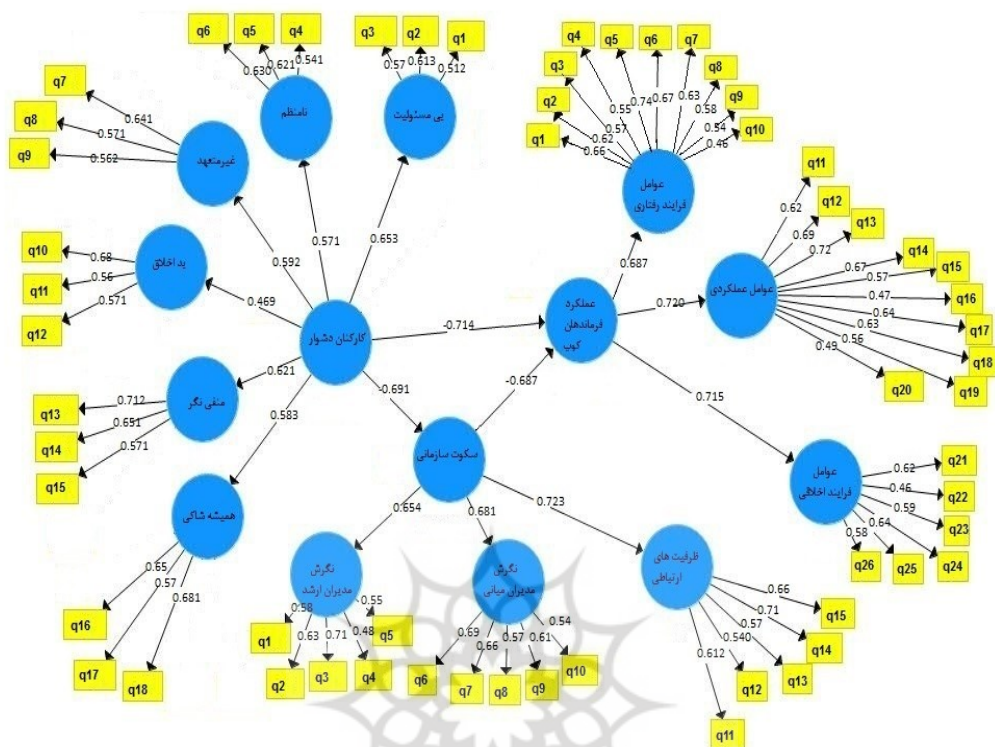 q6
q5
q4
0.630
0.621
0.541
نامنظم
q3
q2
q1
0.57
0.613
0.512
بی مسئولیت
q7
q8
q9
0.641
0.571
0.562
غیرمتعهد
q10
q11
q12
0.68
0.56
0.571
بد اخلاق
q13
q14
q15
0.712
0.651
0.571
منفی نگر
q16
q17
q18
0.65
0.57
0.681
همیشه شاکی
0.653
0.571
0.592
0.469
0.621
0.583
کارکنان دشوار
-0.714
-0.691
-0.687
سکوت سازمانی
0.654
0.681
0.723
نگرش
مدیران ارشد
0.58
0.63
0.71
0.48
0.55
q1
q2
q3
q4
q5
نگرش
مدیران میانی
0.69
0.66
0.57
0.61
0.54
q6
q7
q8
q9
q10
ظرفیت های
ارتباطی
0.66
0.71
0.57
0.540
0.612
q15
q14
q13
q12
q11
عملکرد
فرماندهان
کوپ
0.687
0.720
0.715
عوامل
فرایند رفتاری
q1
q2
q3
q4
q5
q6
q7
q8
q9
q10
0.66
0.62
0.57
0.55
0.74
0.67
0.63
0.58
0.54
0.46
عوامل عملکردی
q11
q12
q13
q14
q15
q16
q17
q18
q19
q20
0.62
0.69
0.72
0.67
0.57
0.47
0.64
0.63
0.56
0.49
عوامل
فرایند اخلاقی
0.62
0.46
0.59
0.64
0.58
q21
q22
q23
q24
q25
q26